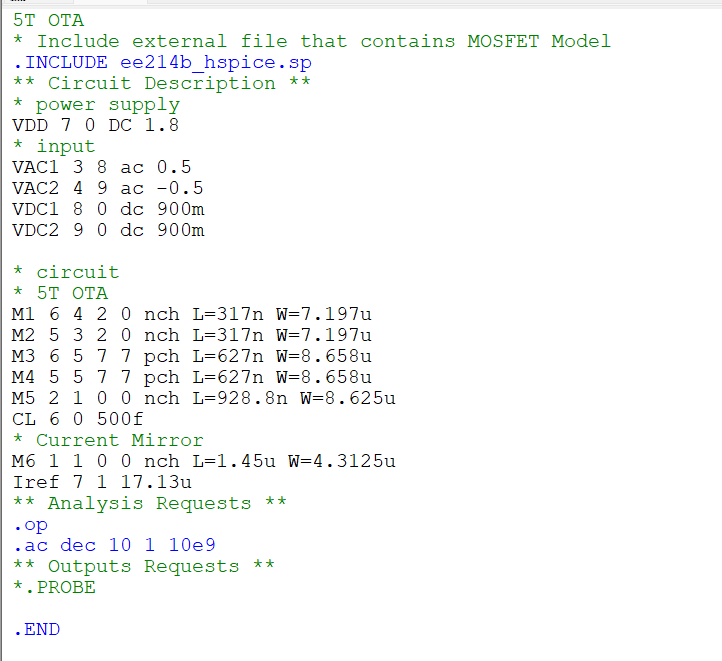 5T OTA
* Include external file that contains MOSFET Model
.INCLUDE ee214b_hspice.sp
** Circuit Description **
* power supply
VDD 7 0 DC 1.8
* input
VAC1 3 8 ac 0.5
VAC2 4 9 ac -0.5
VDC1 8 0 dc 900m
VDC2 9 0 dc 900m
* circuit
* 5T OTA
M1 6 4 2 0 nch L=317n W=7.197u
M2 5 3 2 0 nch L=317n W=7.197u
M3 6 5 7 7 pch L=627n W=8.658u
M4 5 5 7 7 pch L=627n W=8.658u
M5 2 1 0 0 nch L=928.8n W=8.625u
CL 6 0 500f
* Current Mirror
M6 1 1 0 0 nch L=1.45u W=4.3125u
Iref 7 1 17.13u
** Analysis Requests **
.op
.ac dec 10 1 10e9
** Outputs Requests **
*.PROBE
.END